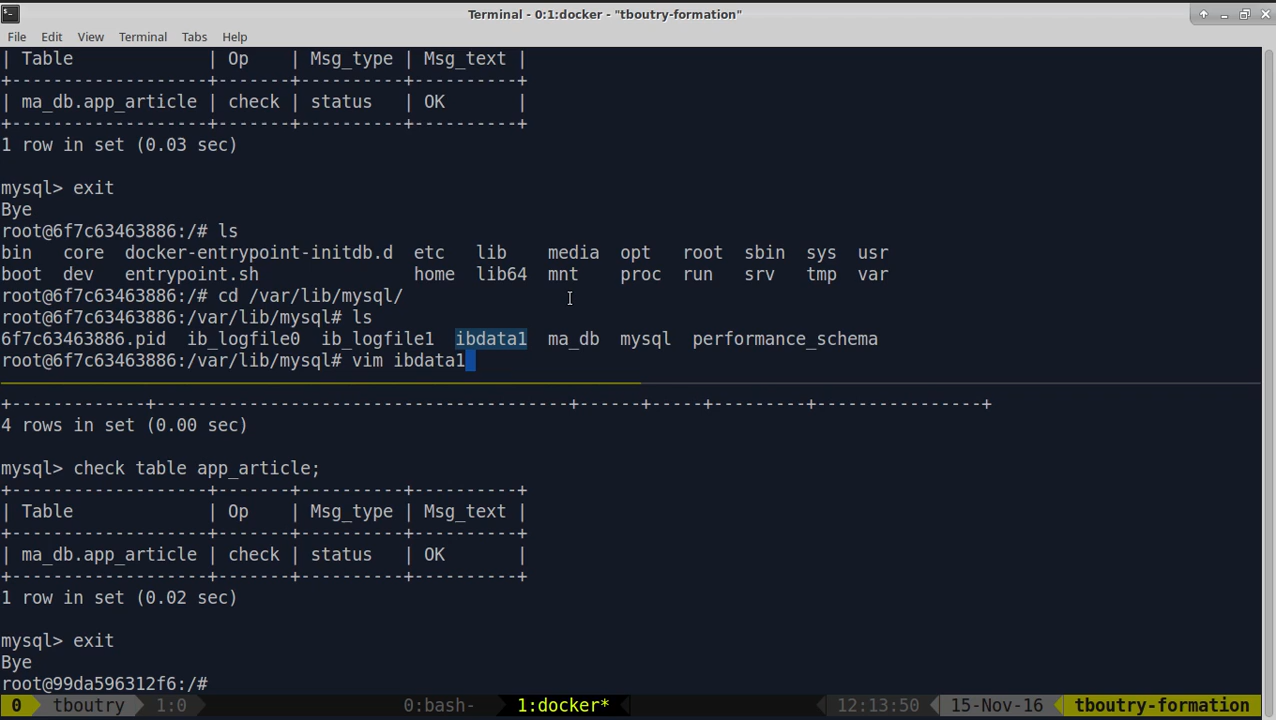 Terminal - 0:1:docker - "tboutry-formation"
File Edit View Terminal Tabs Help
| Table            | Op    | Msg_type | Msg_text |
+-------------------+-------+----------+----------+
| ma_db.app_article | check | status   | OK       |
+-------------------+-------+----------+----------+
1 row in set (0.03 sec)
mysql> exit
Bye
root@6f7c63463886:/# ls
bin   core  docker-entrypoint-initdb.d  etc   lib    media  opt   root  sbin  sys  usr
boot  dev   entrypoint.sh               home  lib64  mnt    proc  run   srv   tmp  var
root@6f7c63463886:/# cd /var/lib/mysql/
root@6f7c63463886:/var/lib/mysql# ls
6f7c63463886.pid  ib_logfile0  ib_logfile1  ibdata1  ma_db  mysql  performance_schema
root@6f7c63463886:/var/lib/mysql# vim ibdata1
+-------------+----------------------------------------+------+-----+---------+----------------+
4 rows in set (0.00 sec)
mysql> check table app_article;
+-------------------+-------+----------+----------+
| Table             | Op    | Msg_type | Msg_text |
+-------------------+-------+----------+----------+
| ma_db.app_article | check | status   | OK       |
+-------------------+-------+----------+----------+
1 row in set (0.02 sec)
mysql> exit
Bye
root@99da596312f6:/#
0 tboutry 1:0 0:bash- 1:docker* 12:13:50 15-Nov-16 tboutry-formation